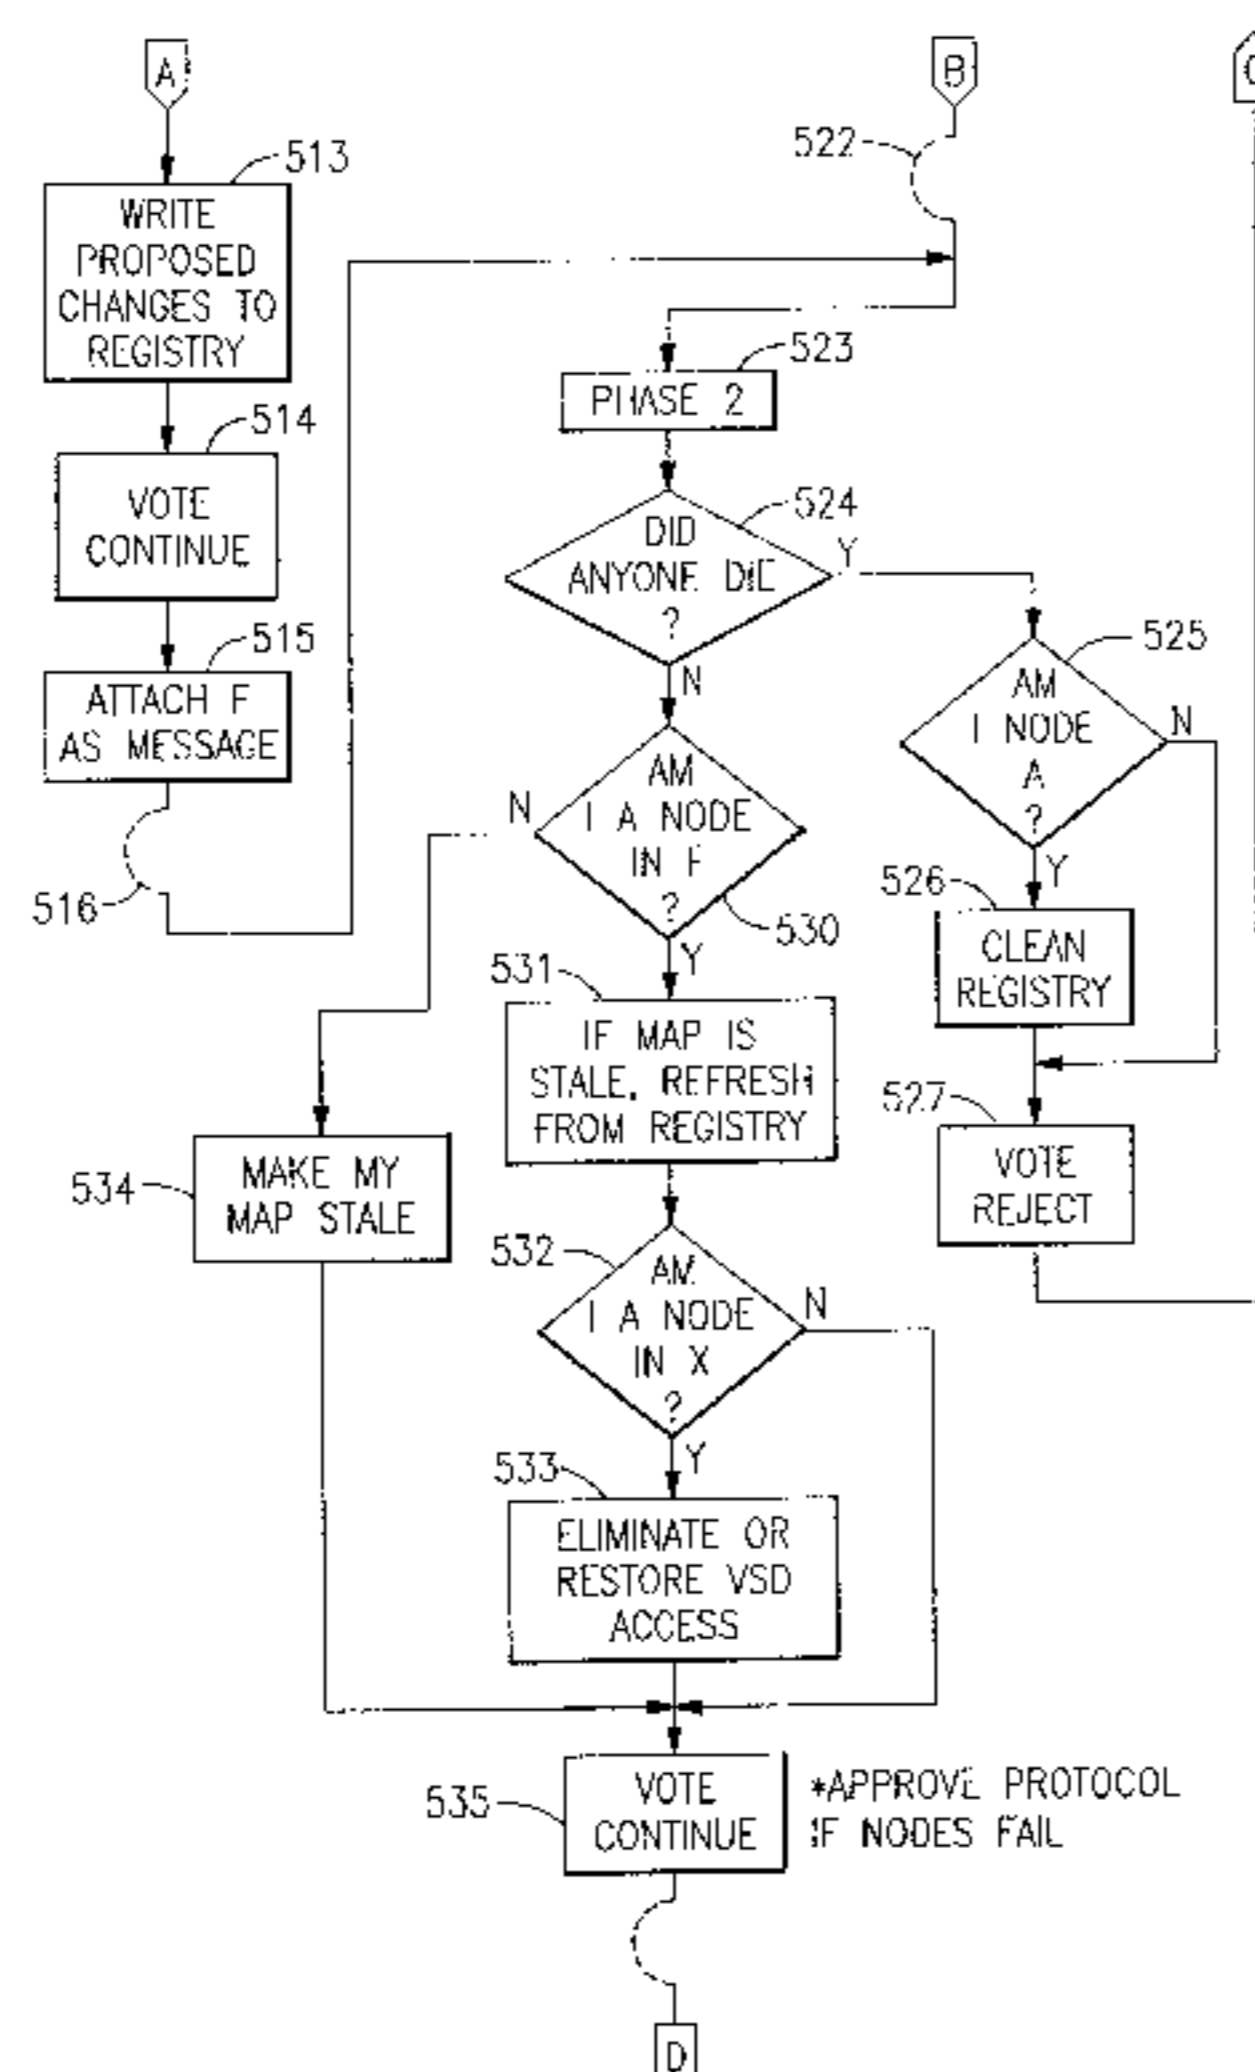 A
513
WRITE
PROPOSED
CHANGES TO
REGISTRY
514
VOTE
CONTINUE
515
ATTACH F
AS MESSAGE
516
B
522
523
PHASE 2
524
DID
ANYONE DIE
?
Y
N
525
AM
I NODE
A
?
N
Y
526
CLEAN
REGISTRY
527
VOTE
REJECT
AM
I A NODE
IN F
?
N
530
Y
531
IF MAP IS
STALE, REFRESH
FROM REGISTRY
534
MAKE MY
MAP STALE
532
AM
I A NODE
IN X
?
N
Y
533
ELIMINATE OR
RESTORE VSD
ACCESS
535
VOTE
CONTINUE
*APPROVE PROTOCOL
IF NODES FAIL
D